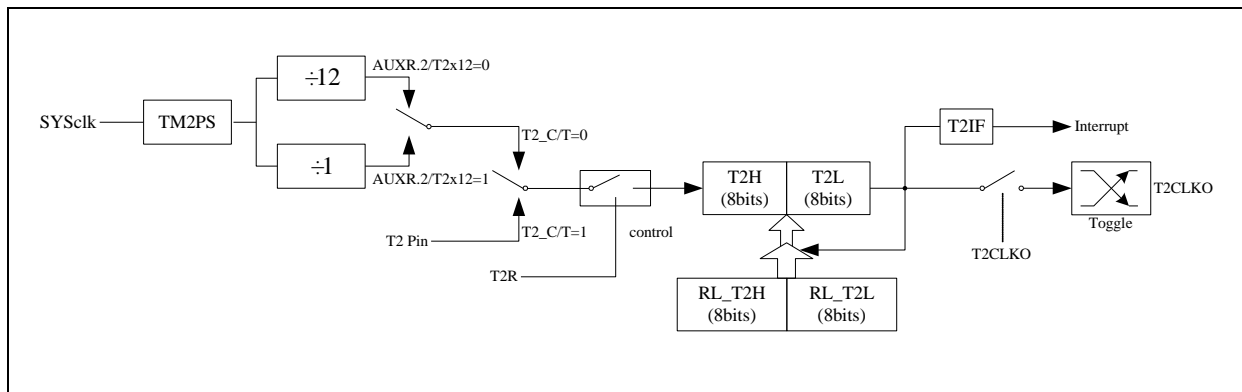 SYSclk
TM2PS
÷12
÷1
AUXR.2/T2x12=0
AUXR.2/T2x12=1
T2_C/T=0
T2_C/T=1
T2 Pin
T2R
control
T2H
(8bits)
T2L
(8bits)
RL_T2H
(8bits)
RL_T2L
(8bits)
T2IF
Interrupt
T2CLKO
Toggle
T2CLKO